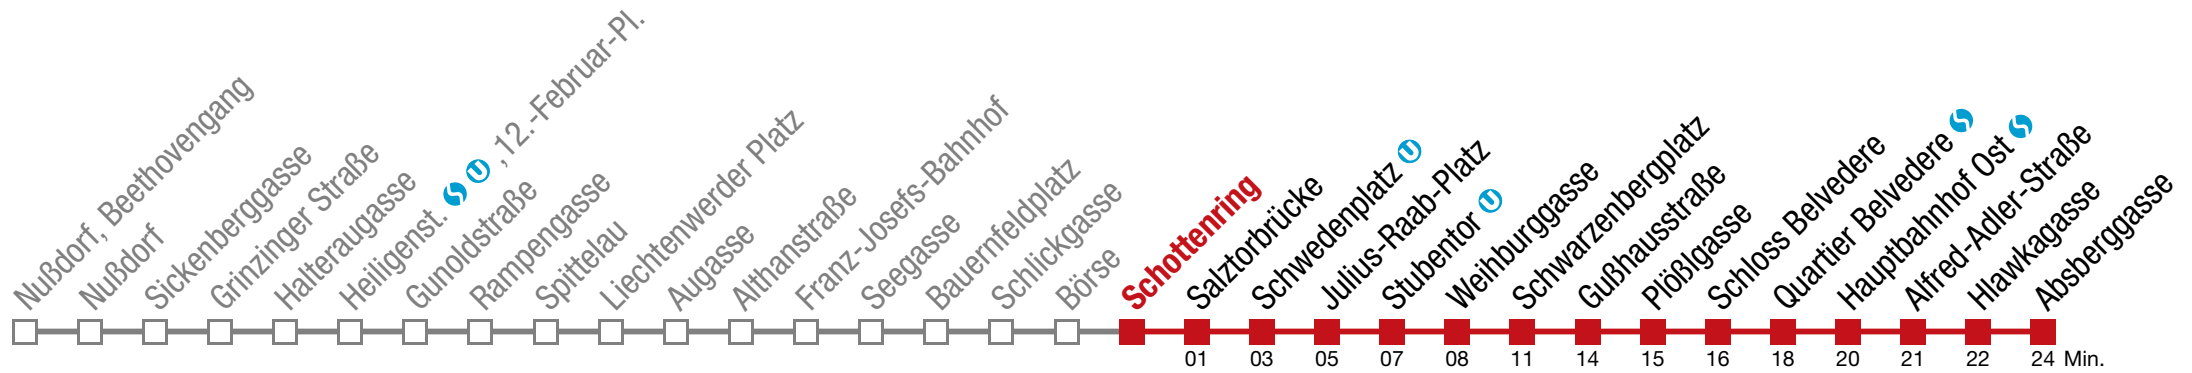 Nußdorf, Beethovengang
Nußdorf
Sickenberggasse
Grinzinger Straße
Halteraugasse
Heiligenst. S U , 12.-Februar-Pl.
Gunoldstraße
Rampengasse
Spittelau
Liechtenwerder Platz
Augasse
Althanstraße
Franz-Josefs-Bahnhof
Seegasse
Bauernfeldplatz
Schlickgasse
Börse
Schottenring
Salztorbrücke
Schwedenplatz U
Julius-Raab-Platz
Stubentor U
Weihburggasse
Schwarzenbergplatz
Gußhausstraße
Plößlgasse
Schloss Belvedere
Quartier Belvedere S
Hauptbahnhof Ost S
Alfred-Adler-Straße
Hlawkagasse
Absberggasse
01 03 05 07 08 11 14 15 16 18 20 21 22 24 Min.